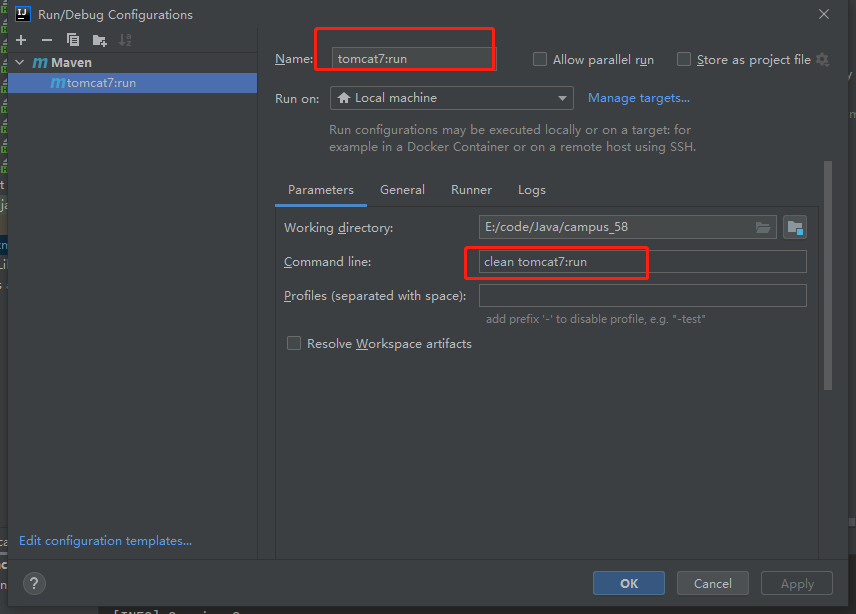 Run/Debug Configurations
Name:
tomcat7:run
Allow parallel run
Store as project file
Maven
tomcat7:run
Run on:
Local machine
Manage targets...
Run configurations may be executed locally or on a target: for
example in a Docker Container or on a remote host using SSH.
Parameters
General
Runner
Logs
Working directory:
E:/code/Java/campus_58
Command line:
clean tomcat7:run
Profiles (separated with space):
add prefix '-' to disable profile, e.g. "-test"
Resolve Workspace artifacts
Edit configuration templates...
?
OK
Cancel
Apply